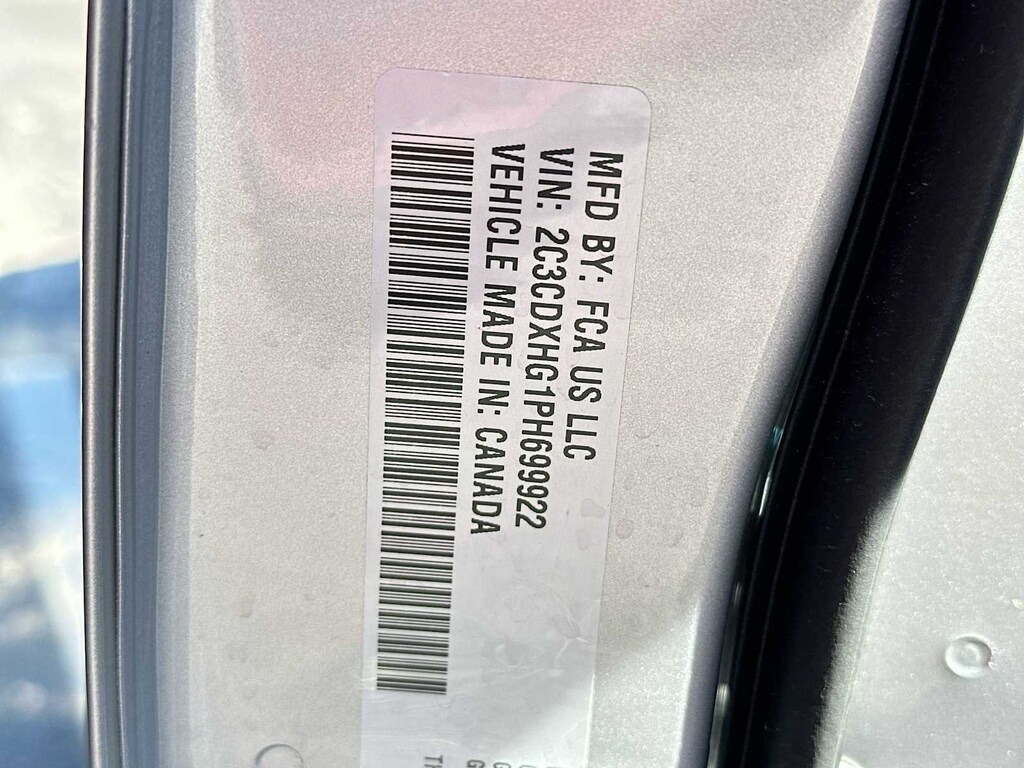 MFD BY: FCA US LLC
VIN: 2C3CDXHG1PH699922
VEHICLE MADE IN: CANADA